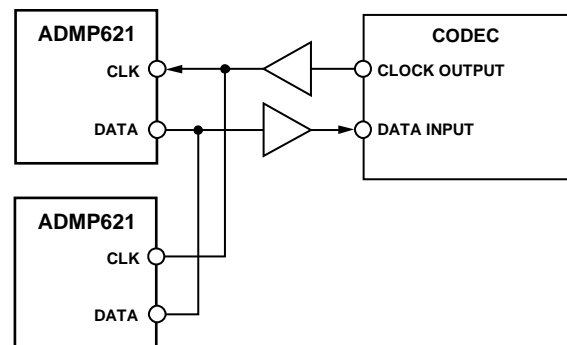 ADMP621
CLK
DATA
CODEC
CLOCK OUTPUT
DATA INPUT
ADMP621
CLK
DATA